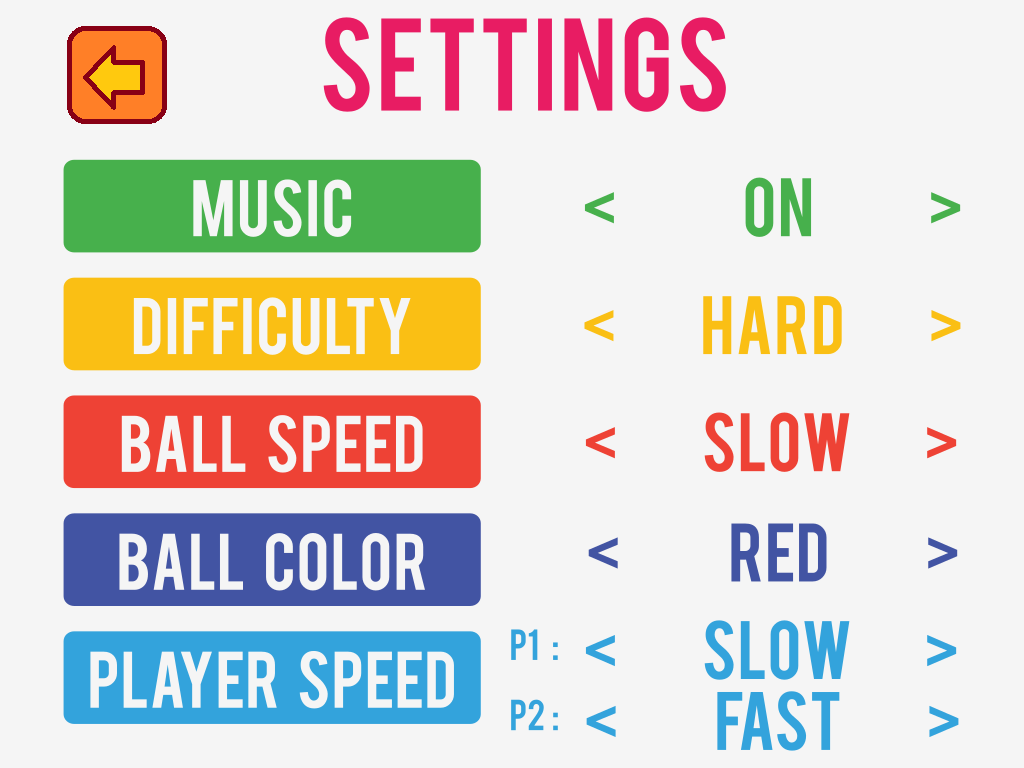 SETTINGS
MUSIC < ON >
DIFFICULTY < HARD >
BALL SPEED < SLOW >
BALL COLOR < RED >
PLAYER SPEED P1 : < SLOW >
P2 : < FAST >